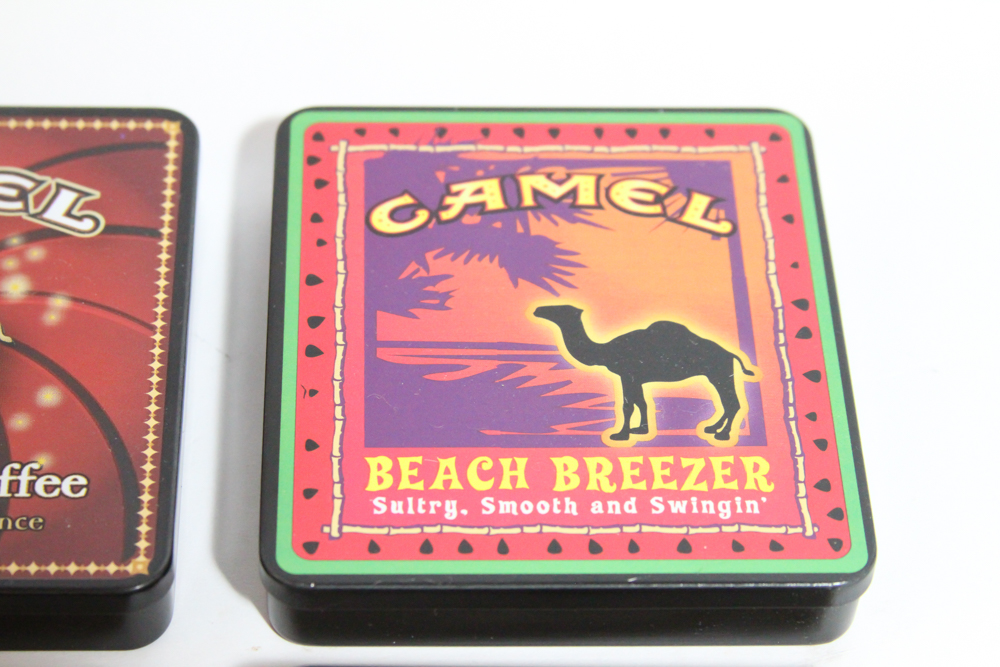 EL
ffee
nce
CAMEL
BEACH BREEZER
Sultry, Smooth and Swingin'